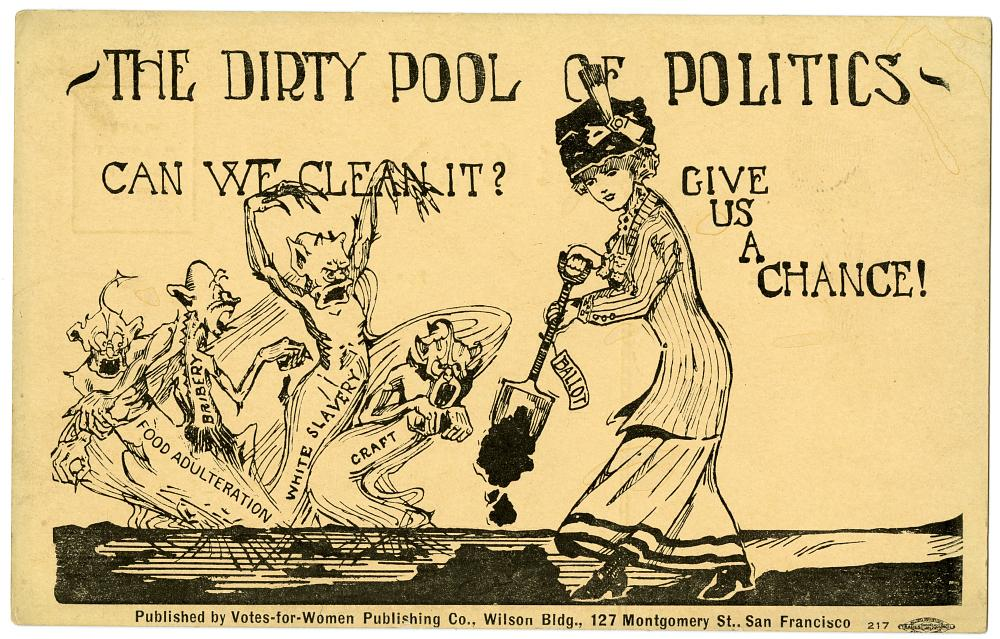 THE DIRTY POOL OF POLITICS
CAN WE CLEAN IT?
GIVE
US
A
CHANCE!
BALLOT
BRIBERY
FOOD ADULTERATION
WHITE SLAVERY
CRAFT
Published by Votes-for-Women Publishing Co., Wilson Bldg., 127 Montgomery St.. San Francisco 217